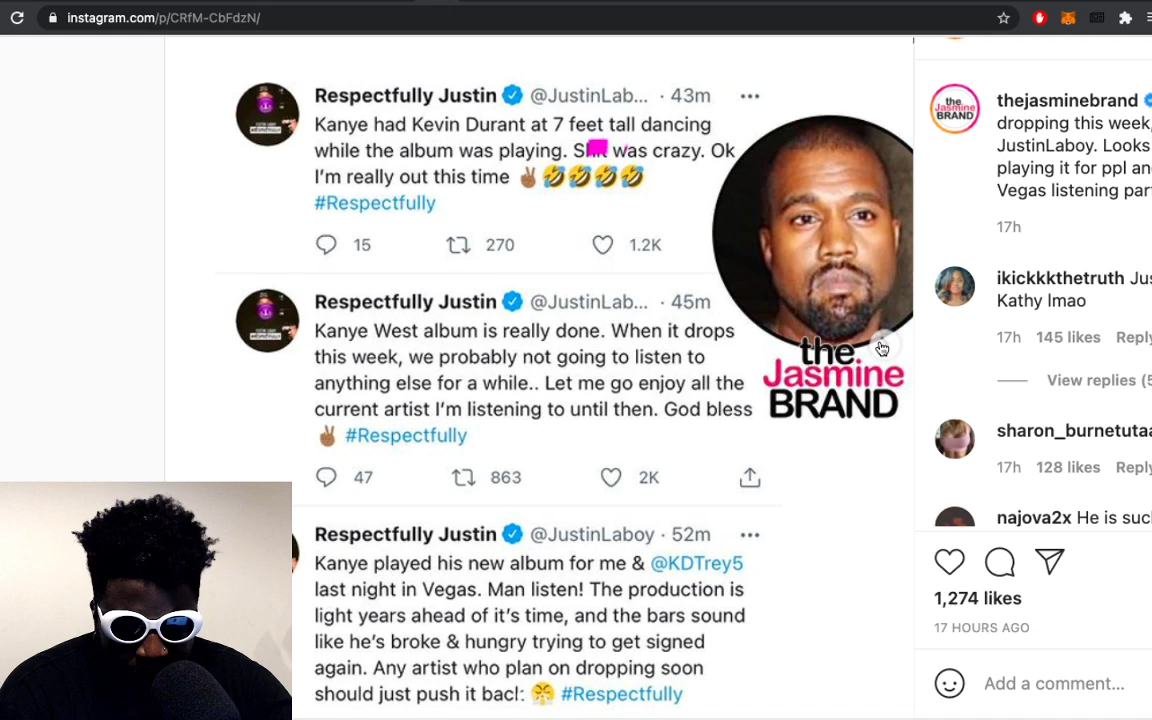 instagram.com/p/CRfM-CbFdzN/
Respectfully Justin @JustinLab... · 43m
Kanye had Kevin Durant at 7 feet tall dancing
while the album was playing. was crazy. Ok
I'm really out this time ✌🏾🤣🤣🤣🤣
#Respectfully
15 270 1.2K
Respectfully Justin @JustinLab... · 45m
Kanye West album is really done. When it drops
this week, we probably not going to listen to
anything else for a while.. Let me go enjoy all the
current artist I'm listening to until then. God bless
✌🏾 #Respectfully
47 863 2K
Respectfully Justin @JustinLaboy · 52m
Kanye played his new album for me & @KDTrey5
last night in Vegas. Man listen! The production is
light years ahead of it's time, and the bars sound
like he's broke & hungry trying to get signed
again. Any artist who plan on dropping soon
should just push it bac!: 😤 #Respectfully
the
Jasmine
BRAND
the
Jasmine
BRAND
thejasminebrand
dropping this week,
JustinLaboy. Looks
playing it for ppl an
Vegas listening par
17h
ikickkkthetruth Jus
Kathy lmao
17h 145 likes Reply
View replies (5
sharon_burnetuta
17h 128 likes Reply
najova2x He is suc
1,274 likes
17 HOURS AGO
Add a comment...